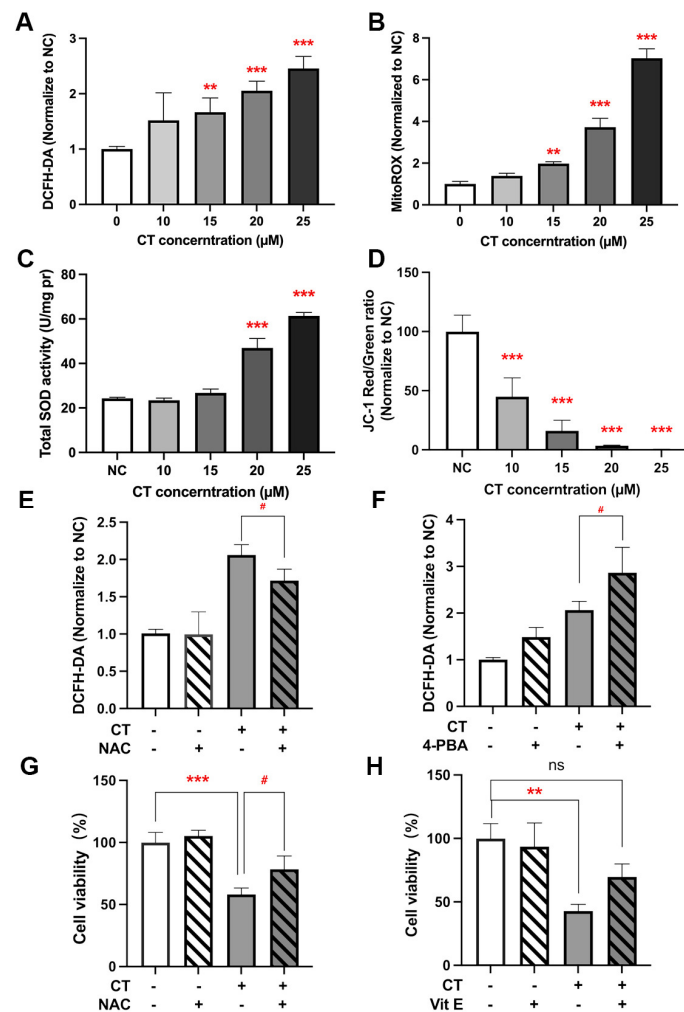 A
DCFH-DA (Normalize to NC)
3
2
1
0
**
***
***
0 10 15 20 25
CT concerntration (µM)
B
MitoROX (Normalized to NC)
8
6
4
2
0
**
***
***
0 10 15 20 25
CT concerntration (µM)
C
Total SOD activity (U/mg pr)
80
60
40
20
0
***
***
NC 10 15 20 25
CT concerntration (µM)
D
JC-1 Red/Green ratio
(Normalize to NC)
150
100
50
0
***
***
***
***
NC 10 15 20 25
CT concerntration (µM)
E
DCFH-DA (Normalize to NC)
2.5
2.0
1.5
1.0
0.5
0.0
#
CT - - + +
NAC - + - +
F
DCFH-DA (Normalize to NC)
4
3
2
1
0
#
CT - - + +
4-PBA - + - +
G
Cell viability (%)
150
100
50
0
***
#
CT - - + +
NAC - + - +
H
Cell viability (%)
150
100
50
0
ns
**
CT - - + +
Vit E - + - +